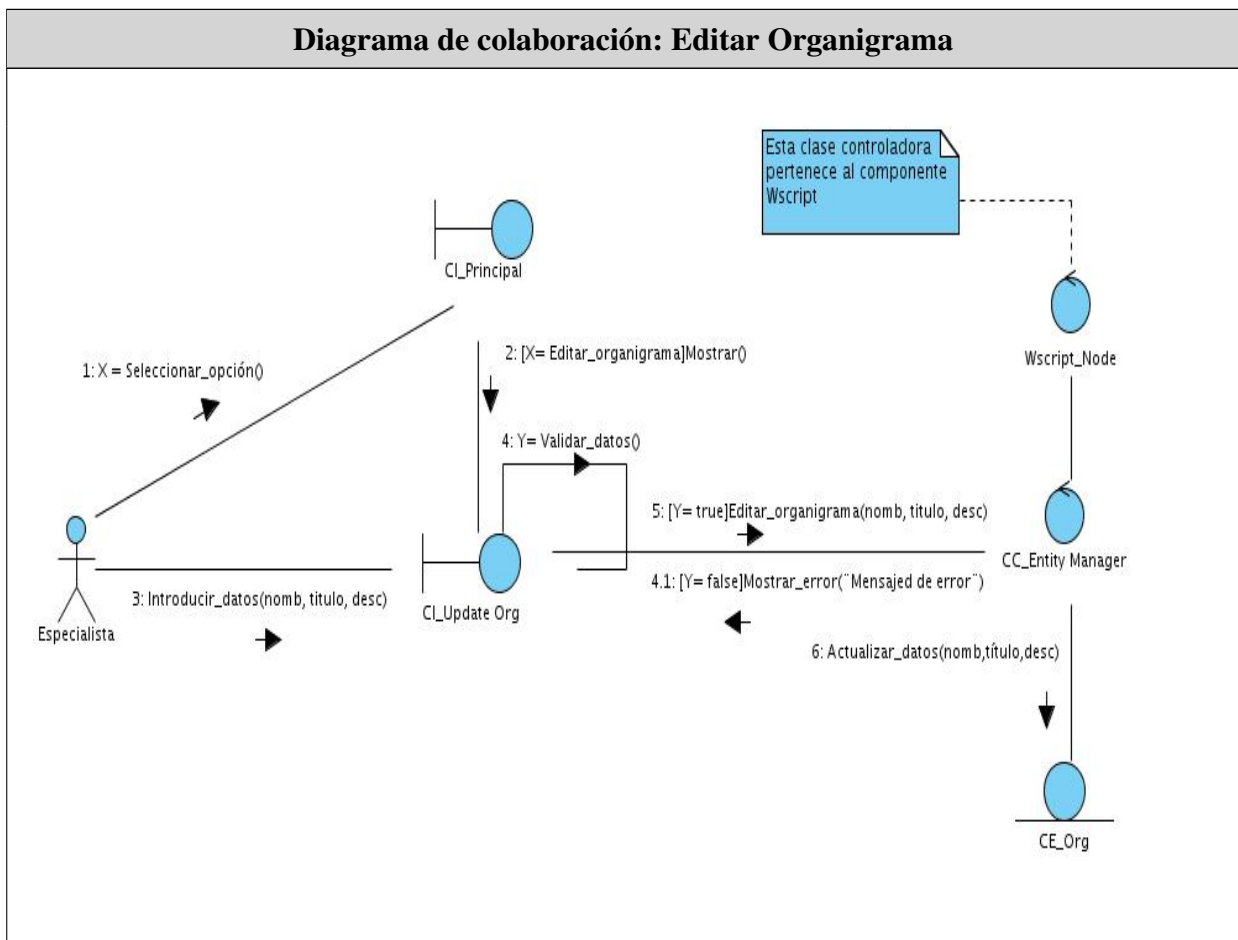 Diagrama de colaboración: Editar Organigrama
Esta clase controladora
pertenece al componente
Wscript
CI_Principal
1: X = Seleccionar_opción()
2: [X= Editar_organigrama]Mostrar()
Wscript_Node
4: Y= Validar_datos()
5: [Y= true]Editar_organigrama(nomb, titulo, desc)
CC_Entity Manager
4.1: [Y= false]Mostrar_error("Mensajed de error")
3: Introducir_datos(nomb, titulo, desc)
CI_Update Org
Especialista
6: Actualizar_datos(nomb,título,desc)
CE_Org